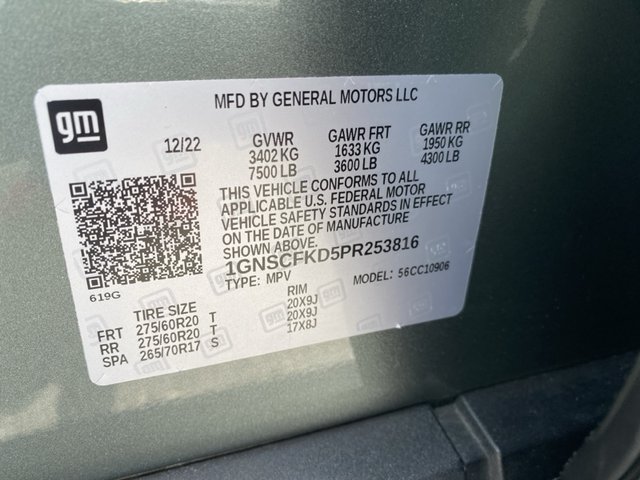 gm
MFD BY GENERAL MOTORS LLC
12/22
GVWR GAWR FRT GAWR RR
3402 KG 1633 KG 1950 KG
7500 LB 3600 LB 4300 LB
THIS VEHICLE CONFORMS TO ALL
APPLICABLE U.S. FEDERAL MOTOR
VEHICLE SAFETY STANDARDS IN EFFECT
ON THE DATE OF MANUFACTURE
SHOWN ABOVE.
1GNSCFKD5PR253816
TYPE: MPV MODEL: 56CC10906
619G
TIRE SIZE RIM
FRT 275/60R20 T 20X9J
RR 275/60R20 T 20X9J
SPA 265/70R17 S 17X8J